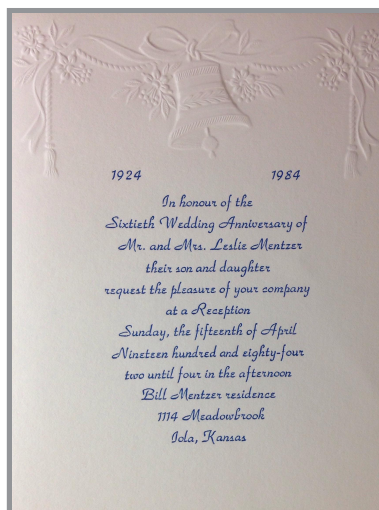 1924 1984
In honour of the
Sixtieth Wedding Anniversary of
Mr. and Mrs. Leslie Mentzer
their son and daughter
request the pleasure of your company
at a Reception
Sunday, the fifteenth of April
Nineteen hundred and eighty-four
two until four in the afternoon
Bill Mentzer residence
1114 Meadowbrook
Iola, Kansas